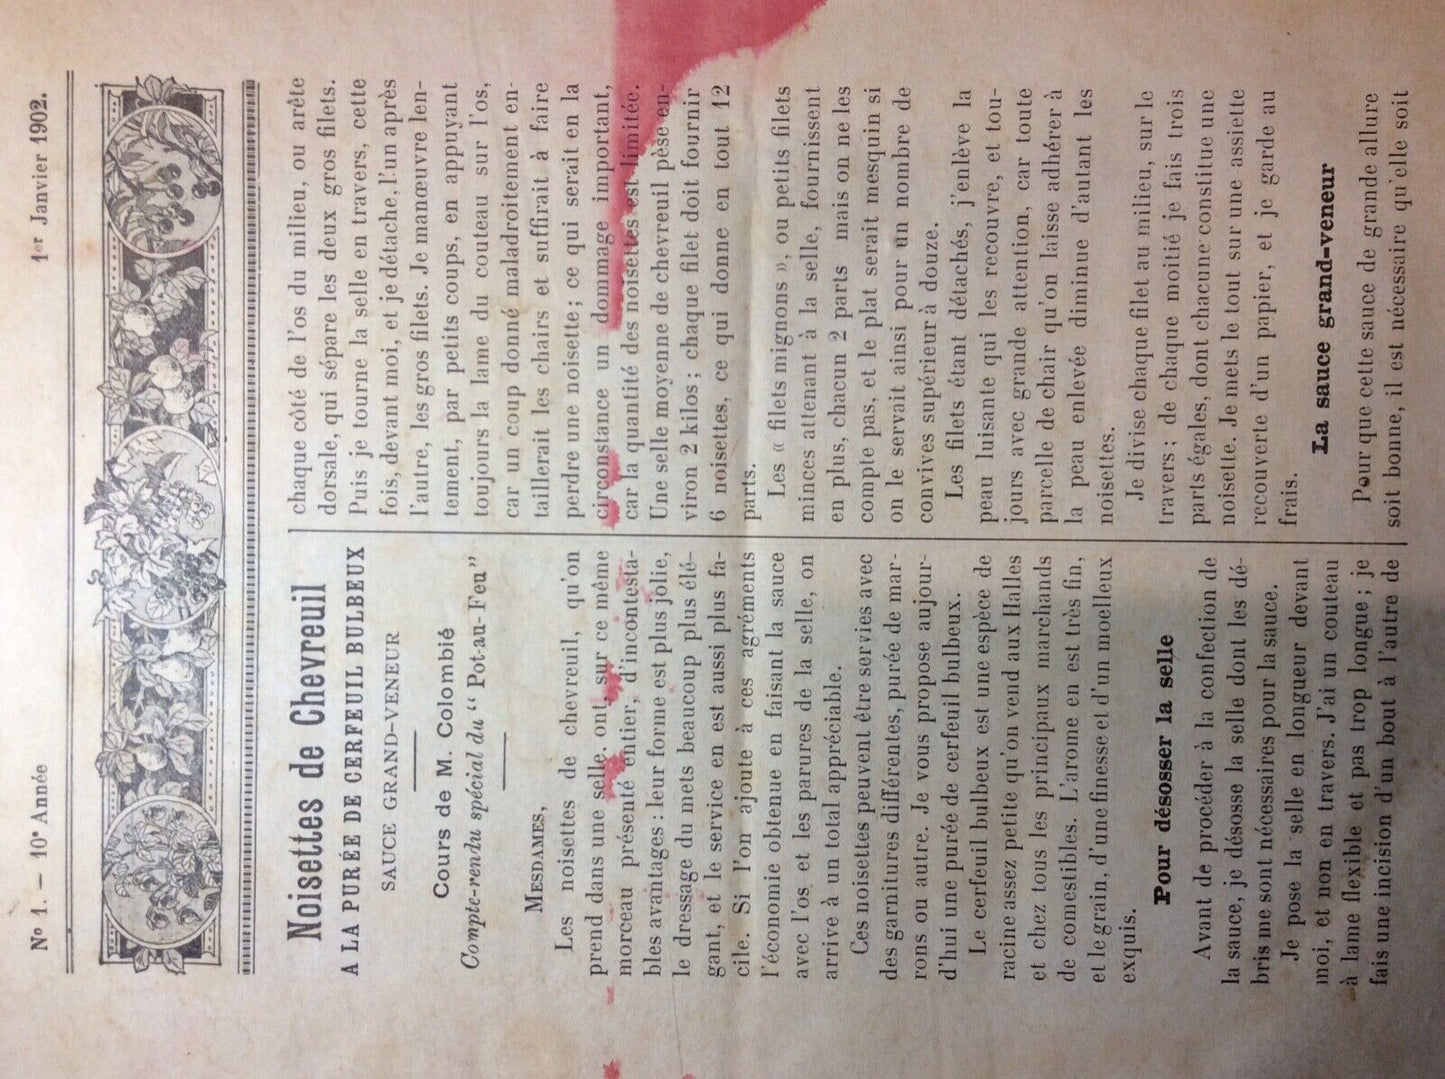 N° 1. — 10e Année
1er Janvier 1902.
Noisettes de Chevreuil
A LA PURÉE DE CERFEUIL BULBEUX
SAUCE GRAND-VENEUR
Cours de M. Colombié
Compte-rendu spécial du “ Pot-au-Feu”
MESDAMES,
Les noisettes de chevreuil, qu'on
prend dans une selle, ont sur ce même
morceau présenté entier, d'incontesta-
bles avantages : leur forme est plus jolie,
le dressage du mets beaucoup plus élé-
gant, et le service en est aussi plus fa-
cile. Si l'on ajoute à ces agréments
l'économie obtenue en faisant la sauce
avec l'os et les parures de la selle, on
arrive à un total appréciable.
Ces noisettes peuvent être servies avec
des garnitures différentes, purée de mar-
rons ou autre. Je vous propose aujour-
d'hui une purée de cerfeuil bulbeux.
Le cerfeuil bulbeux est une espèce de
racine assez petite qu'on vend aux Halles
et chez tous les principaux marchands
de comestibles. L'arome en est très fin,
et le grain, d'une finesse et d'un moelleux
exquis.
Pour désosser la selle
Avant de procéder à la confection de
la sauce, je désosse la selle dont les dé-
bris me sont nécessaires pour la sauce.
Je pose la selle en longueur devant
moi, et non en travers. J'ai un couteau
à lame flexible et pas trop longue ; je
fais une incision d'un bout à l'autre de
chaque côté de l'os du milieu, ou arête
dorsale, qui sépare les deux gros filets.
Puis je tourne la selle en travers, cette
fois, devant moi, et je détache, l'un après
l'autre, les gros filets. Je manœuvre len-
tement, par petits coups, en appuyant
toujours la lame du couteau sur l'os,
car un coup donné maladroitement en-
taillerait les chairs et suffirait à faire
perdre une noisette ; ce qui serait en la
circonstance un dommage important,
car la quantité des noisettes est limitée.
Une selle moyenne de chevreuil pèse en-
viron 2 kilos ; chaque filet doit fournir
6 noisettes, ce qui donne en tout 12
parts.
Les « filets mignons », ou petits filets
minces attenant à la selle, fournissent
en plus, chacun 2 parts mais on ne les
compte pas, et le plat serait mesquin si
on le servait ainsi pour un nombre de
convives supérieur à douze.
Les filets étant détachés, j'enlève la
peau luisante qui les recouvre, et tou-
jours avec grande attention, car toute
parcelle de chair qu'on laisse adhérer à
la peau enlevée diminue d'autant les
noisettes.
Je divise chaque filet au milieu, sur le
travers ; de chaque moitié je fais trois
parts égales, dont chacune constitue une
noisette. Je mets le tout sur une assiette
recouverte d'un papier, et je garde au
frais.
La sauce grand-veneur
Pour que cette sauce de grande allure
soit bonne, il est nécessaire qu'elle soit